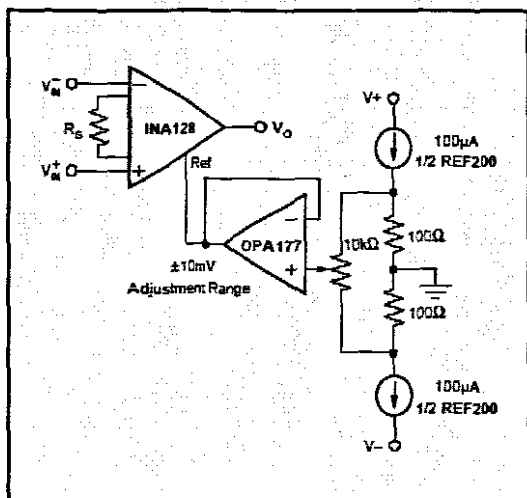 V⁻IN
V+
INA128
VO
RS
100µA
1/2 REF200
V⁺IN
Ref
100Ω
10kΩ
OPA177
±10mV
Adjustment Range
100Ω
100µA
1/2 REF200
V−